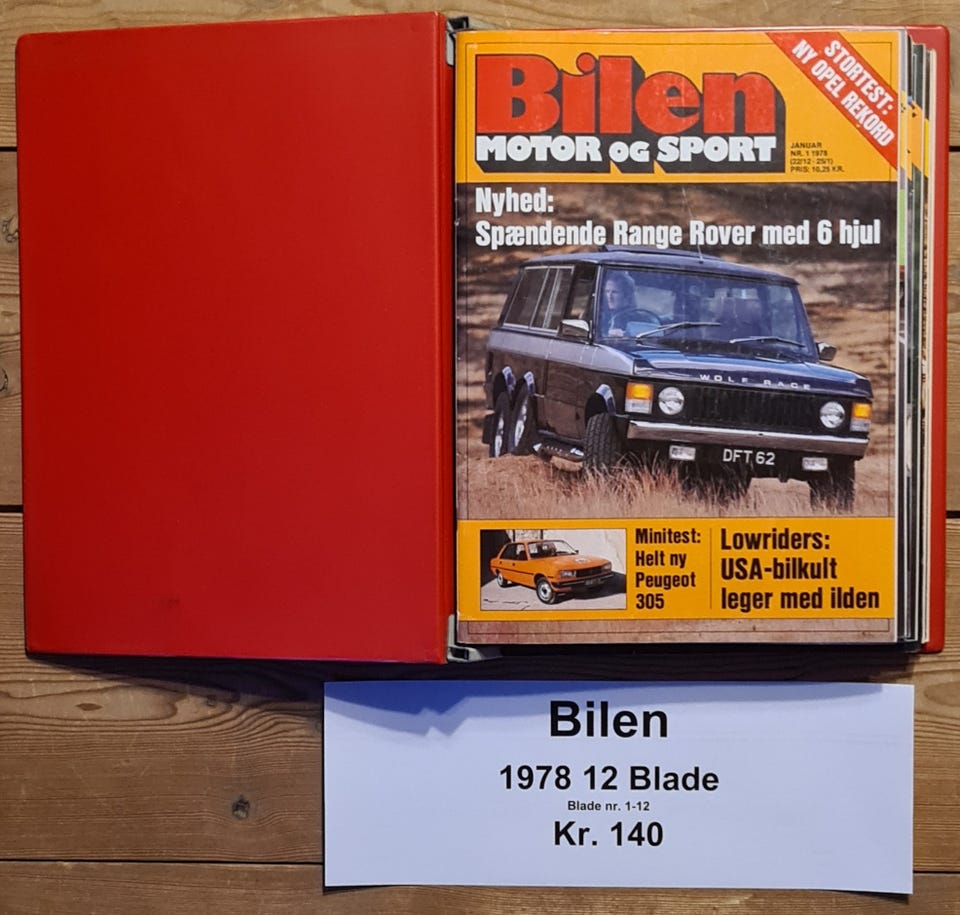 Bilen
MOTOR OG SPORT
STORTEST:
NY OPEL REKORD
JANUAR
NR. 1 1978
(22/12 - 25/1)
PRIS: 10,25 KR.
Nyhed:
Spændende Range Rover med 6 hjul
WOLF RACE
DFT 62
Minitest:
Helt ny
Peugeot
305
Lowriders:
USA-bilkult
leger med ilden
Bilen
1978 12 Blade
Blade nr. 1-12
Kr. 140